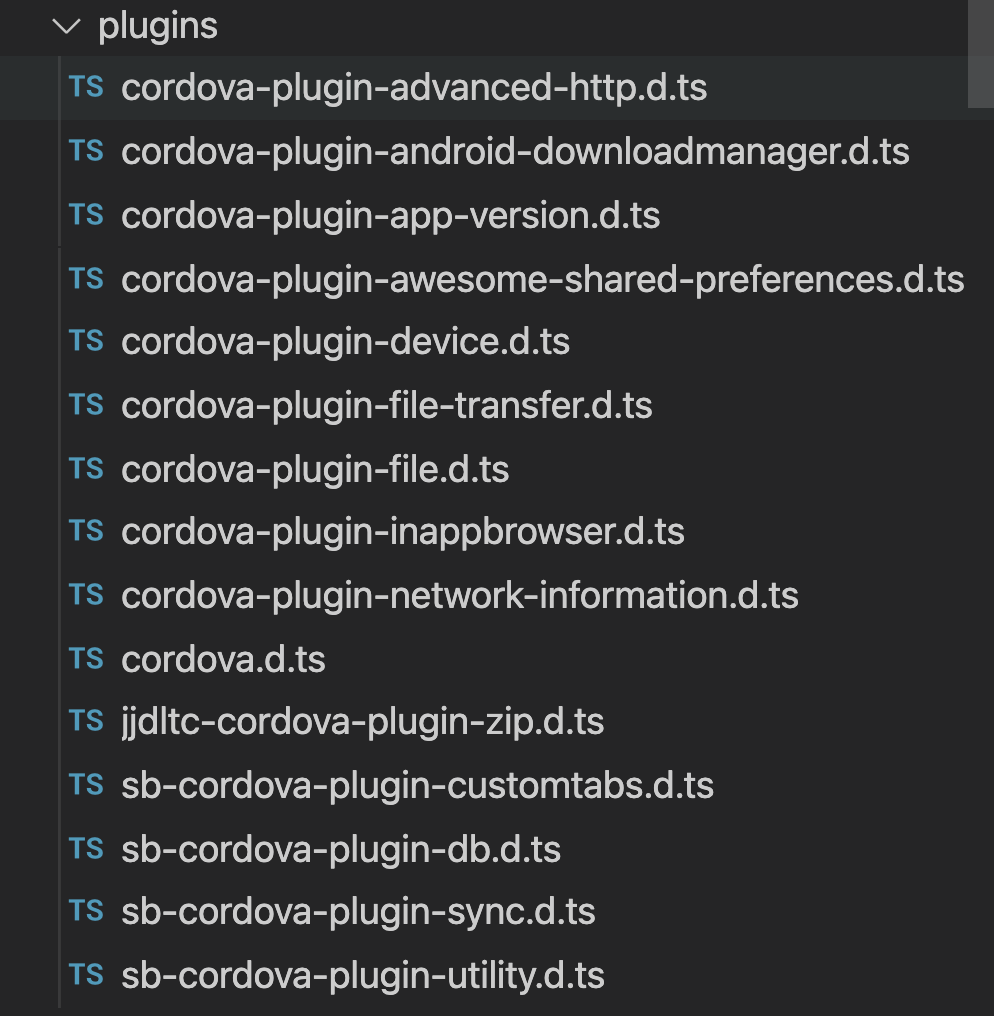 plugins
TS cordova-plugin-advanced-http.d.ts
TS cordova-plugin-android-downloadmanager.d.ts
TS cordova-plugin-app-version.d.ts
TS cordova-plugin-awesome-shared-preferences.d.ts
TS cordova-plugin-device.d.ts
TS cordova-plugin-file-transfer.d.ts
TS cordova-plugin-file.d.ts
TS cordova-plugin-inappbrowser.d.ts
TS cordova-plugin-network-information.d.ts
TS cordova.d.ts
TS jjdltc-cordova-plugin-zip.d.ts
TS sb-cordova-plugin-customtabs.d.ts
TS sb-cordova-plugin-db.d.ts
TS sb-cordova-plugin-sync.d.ts
TS sb-cordova-plugin-utility.d.ts